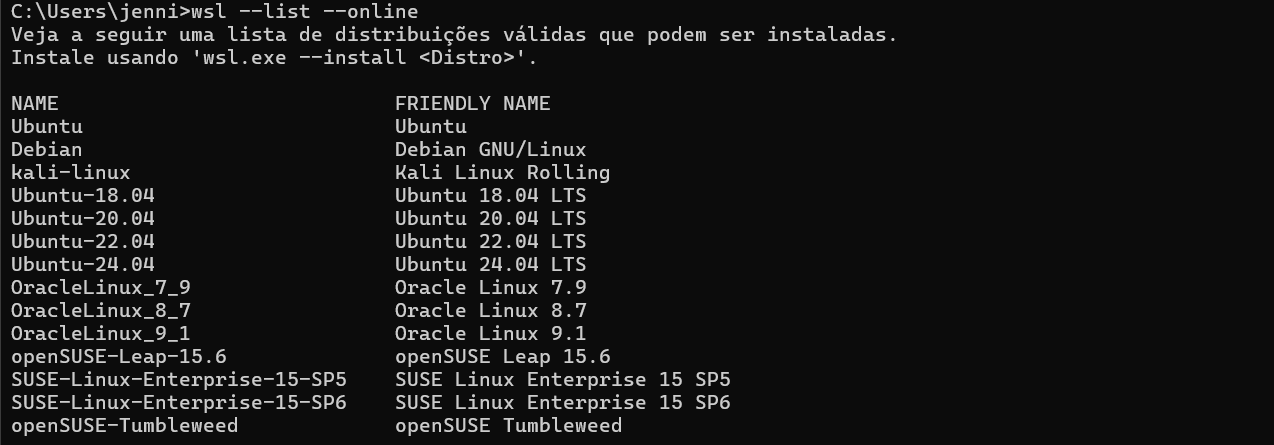 C:\Users\jenni>wsl --list --online
Veja a seguir uma lista de distribuições válidas que podem ser instaladas.
Instale usando 'wsl.exe --install <Distro>'.

NAME                            FRIENDLY NAME
Ubuntu                          Ubuntu
Debian                          Debian GNU/Linux
kali-linux                      Kali Linux Rolling
Ubuntu-18.04                    Ubuntu 18.04 LTS
Ubuntu-20.04                    Ubuntu 20.04 LTS
Ubuntu-22.04                    Ubuntu 22.04 LTS
Ubuntu-24.04                    Ubuntu 24.04 LTS
OracleLinux_7_9                 Oracle Linux 7.9
OracleLinux_8_7                 Oracle Linux 8.7
OracleLinux_9_1                 Oracle Linux 9.1
openSUSE-Leap-15.6              openSUSE Leap 15.6
SUSE-Linux-Enterprise-15-SP5    SUSE Linux Enterprise 15 SP5
SUSE-Linux-Enterprise-15-SP6    SUSE Linux Enterprise 15 SP6
openSUSE-Tumbleweed             openSUSE Tumbleweed